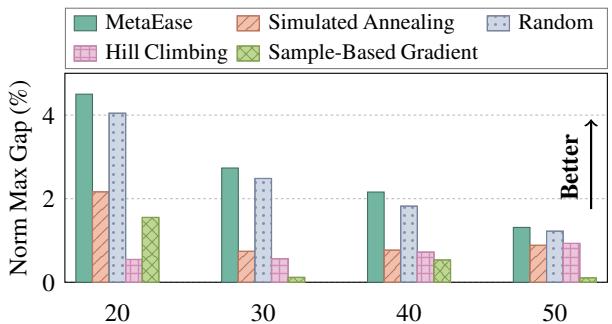 MetaEase Simulated Annealing Random
Hill Climbing Sample-Based Gradient
Norm Max Gap (%)
4
2
0
Better
20 30 40 50